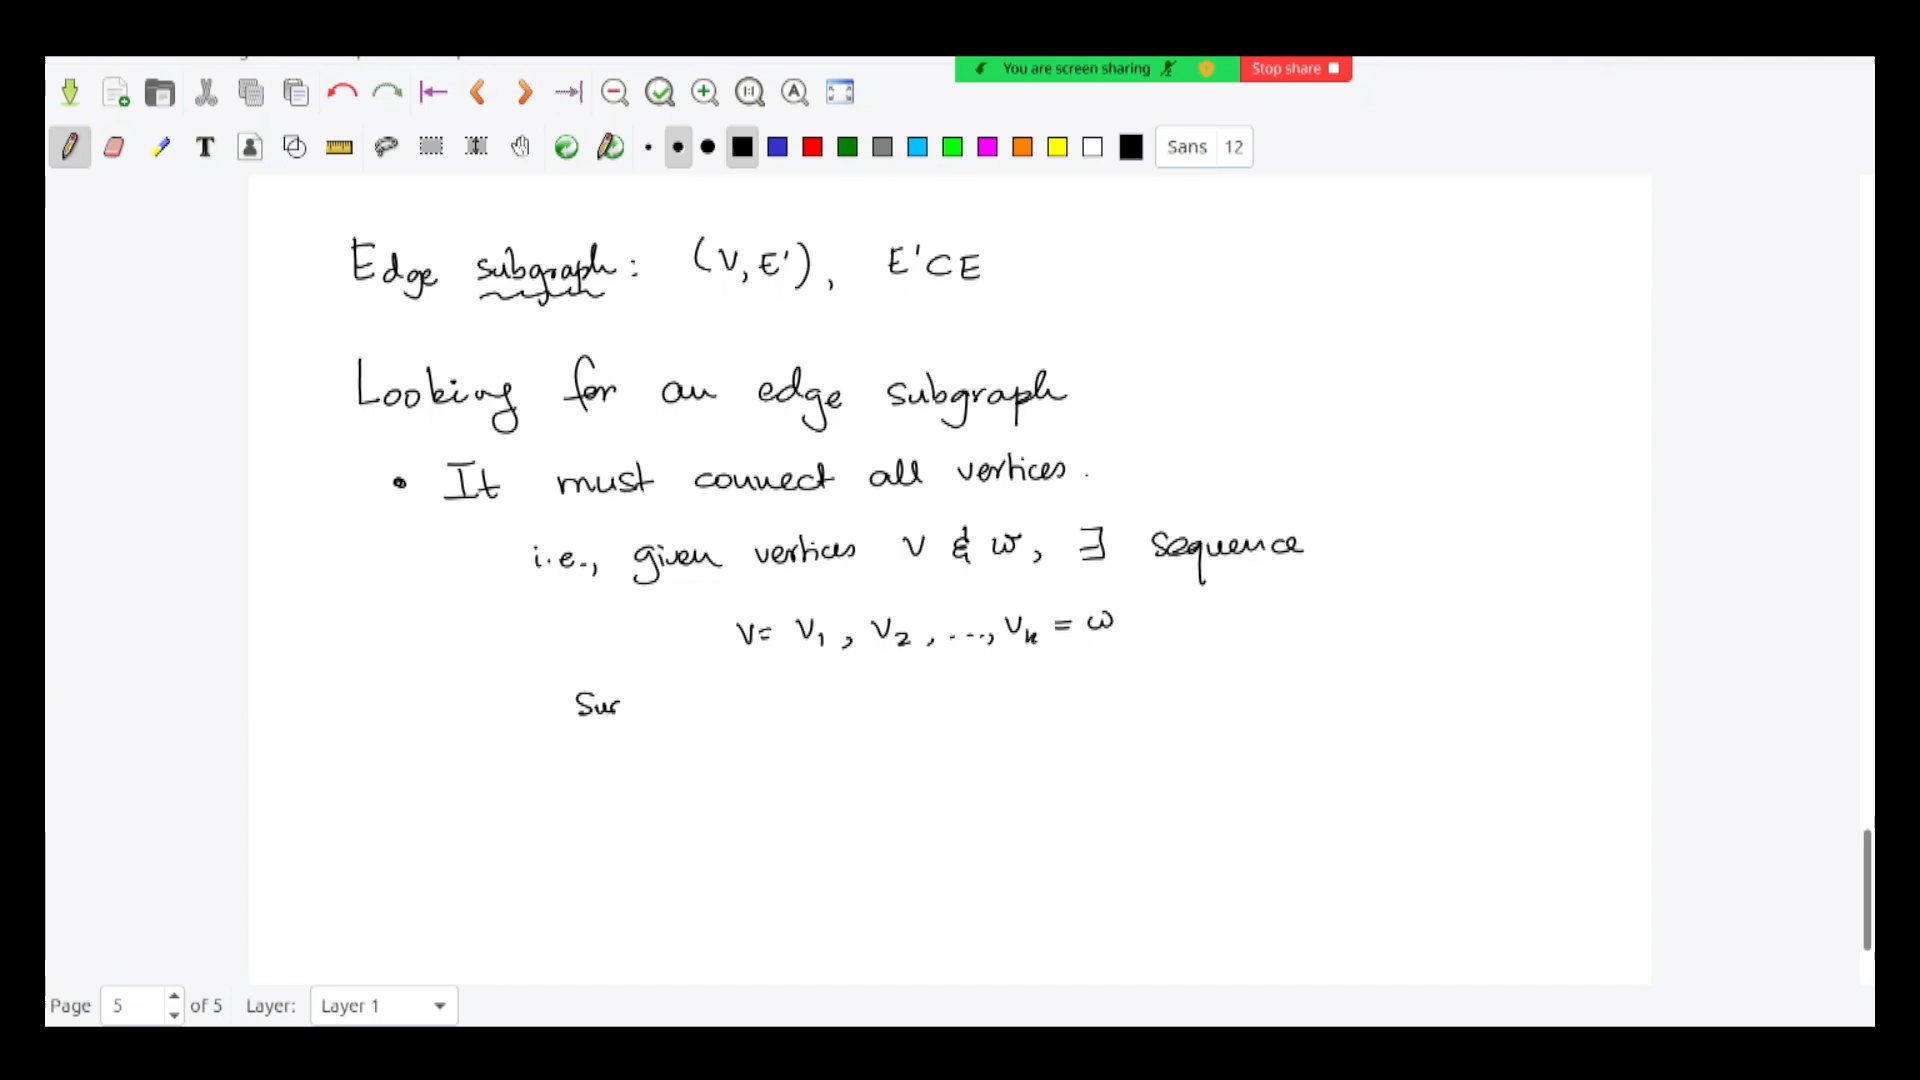 You are screen sharing
Stop share
Sans 12
Edge subgraph: (V, E'), E'⊂E
Looking for an edge subgraph
• It must connect all vertices.
i.e., given vertices v & w, ∃ sequence
v= v₁, v₂, ..., vₖ = w
Suc
Page 5 of 5 Layer: Layer 1